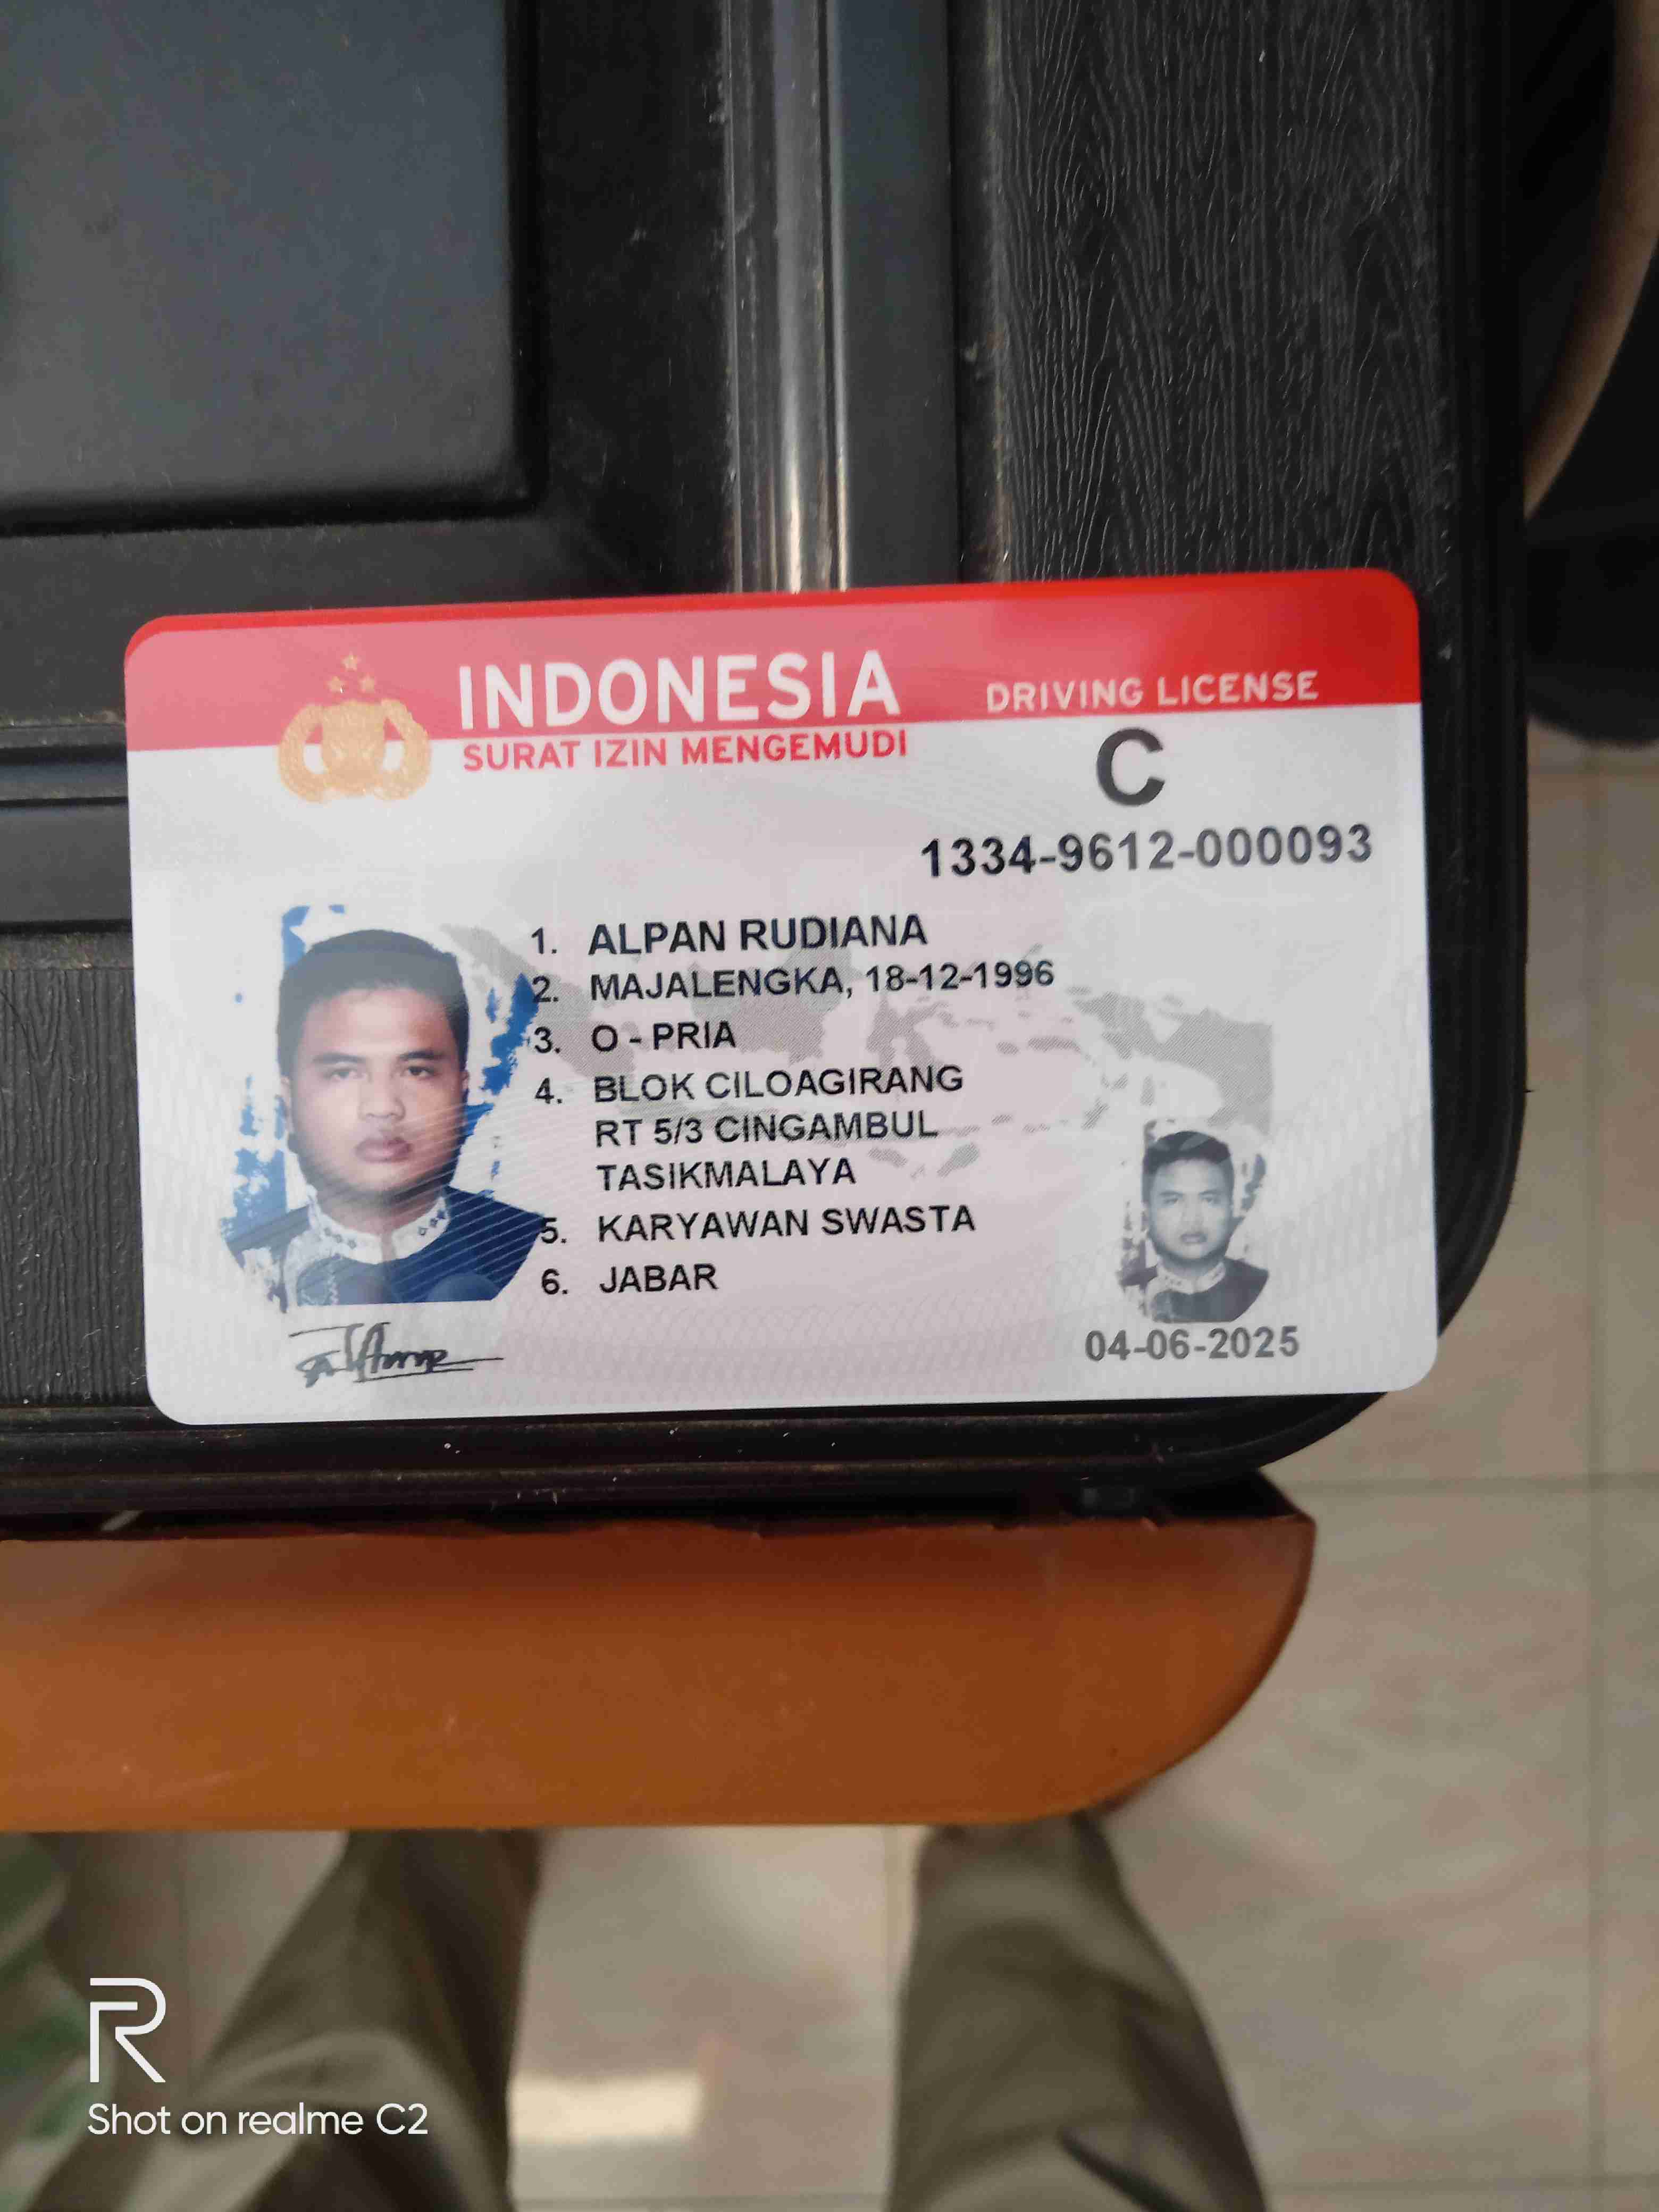 INDONESIA
DRIVING LICENSE
SURAT IZIN MENGEMUDI
C
1334-9612-000093
1. ALPAN RUDIANA
2. MAJALENGKA, 18-12-1996
3. O - PRIA
4. BLOK CILOAGIRANG
RT 5/3 CINGAMBUL
TASIKMALAYA
5. KARYAWAN SWASTA
6. JABAR
04-06-2025
R
Shot on realme C2